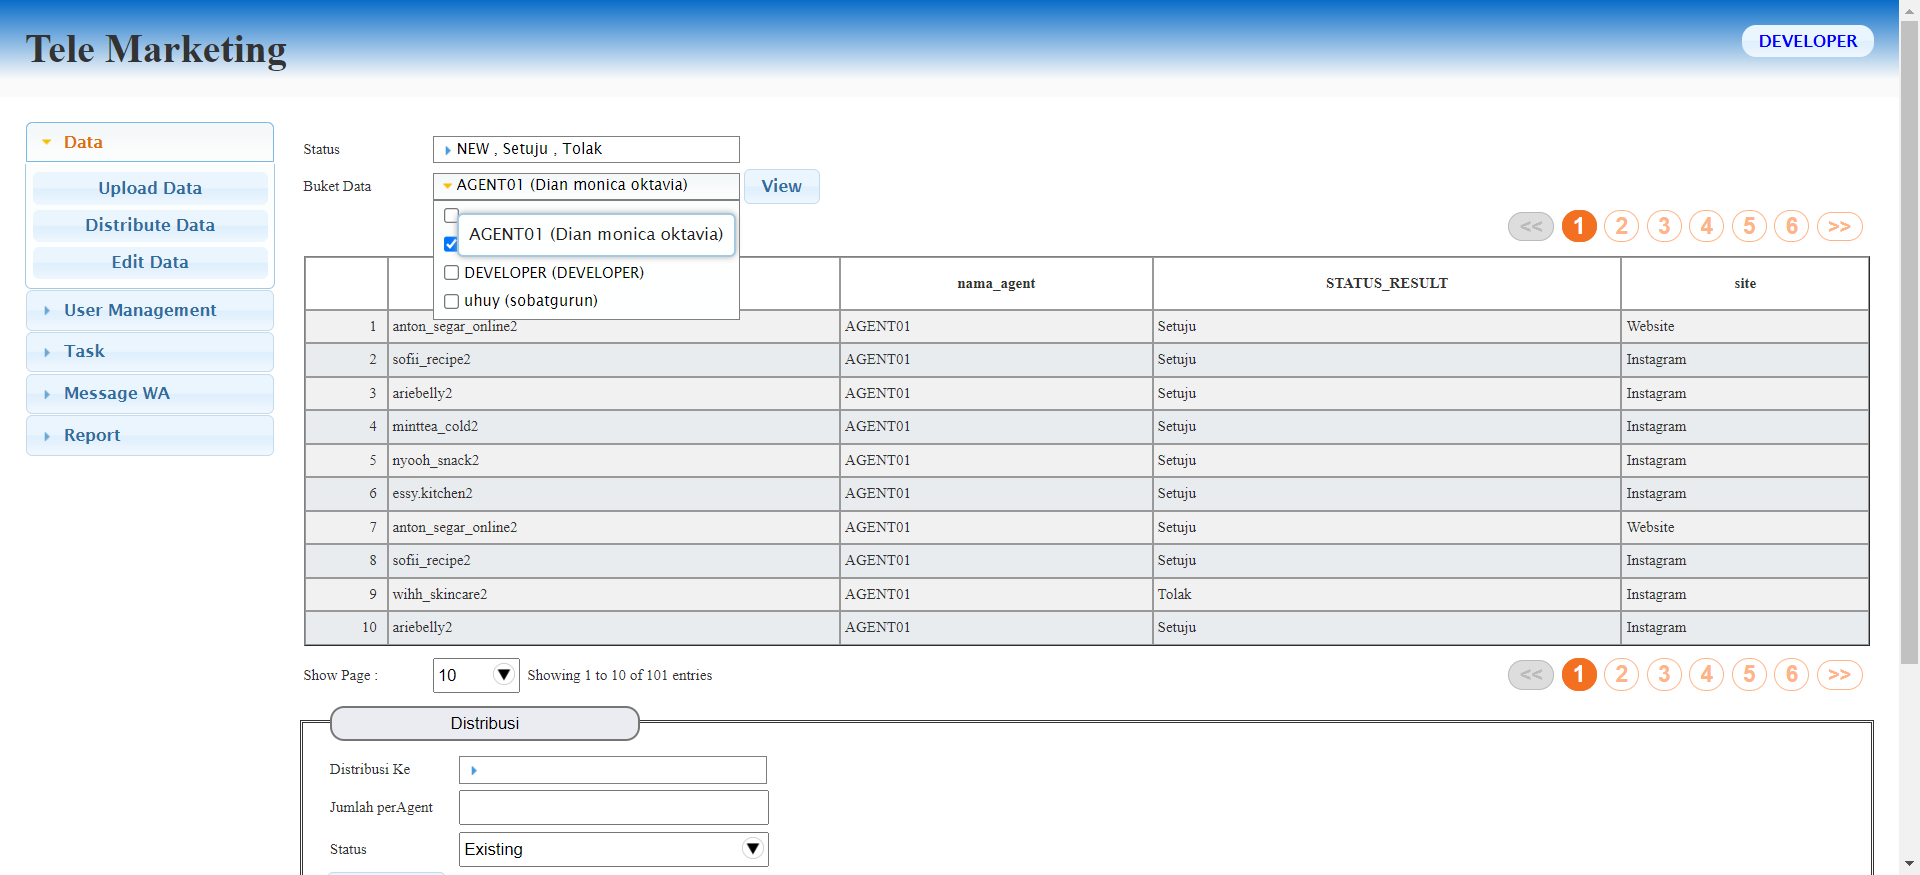 Tele Marketing
DEVELOPER
Data
Upload Data
Distribute Data
Edit Data
User Management
Task
Message WA
Report
Status
NEW , Setuju , Tolak
Buket Data
AGENT01 (Dian monica oktavia)
View
AGENT01 (Dian monica oktavia)
DEVELOPER (DEVELOPER)
uhuy (sobatgurun)
<< 1 2 3 4 5 6 >>
nama_agent STATUS_RESULT site
1 anton_segar_online2 AGENT01 Setuju Website
2 sofii_recipe2 AGENT01 Setuju Instagram
3 ariebelly2 AGENT01 Setuju Instagram
4 minttea_cold2 AGENT01 Setuju Instagram
5 nyooh_snack2 AGENT01 Setuju Instagram
6 essy.kitchen2 AGENT01 Setuju Instagram
7 anton_segar_online2 AGENT01 Setuju Website
8 sofii_recipe2 AGENT01 Setuju Instagram
9 wihh_skincare2 AGENT01 Tolak Instagram
10 ariebelly2 AGENT01 Setuju Instagram
Show Page : 10 Showing 1 to 10 of 101 entries
<< 1 2 3 4 5 6 >>
Distribusi
Distribusi Ke
Jumlah perAgent
Status Existing